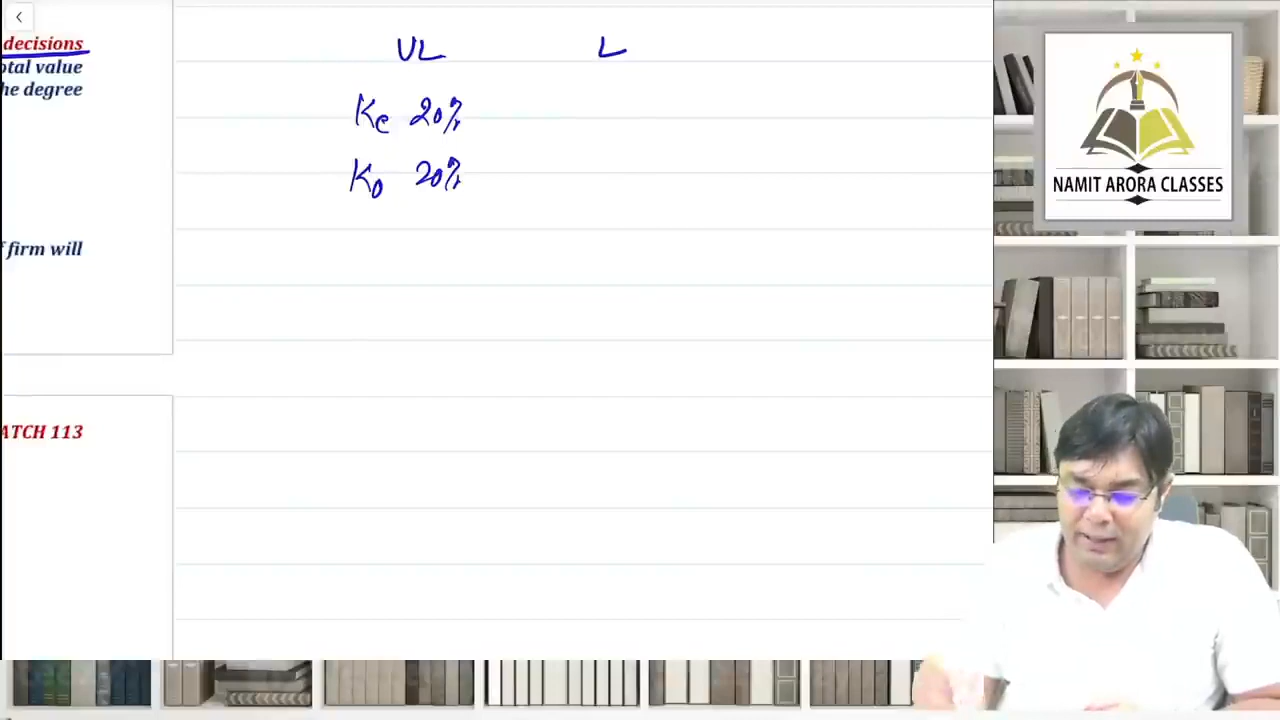 decisions
otal value
he degree
firm will
ATCH 113
UL L
Ke 20%
Ko 20%
NAMIT ARORA CLASSES